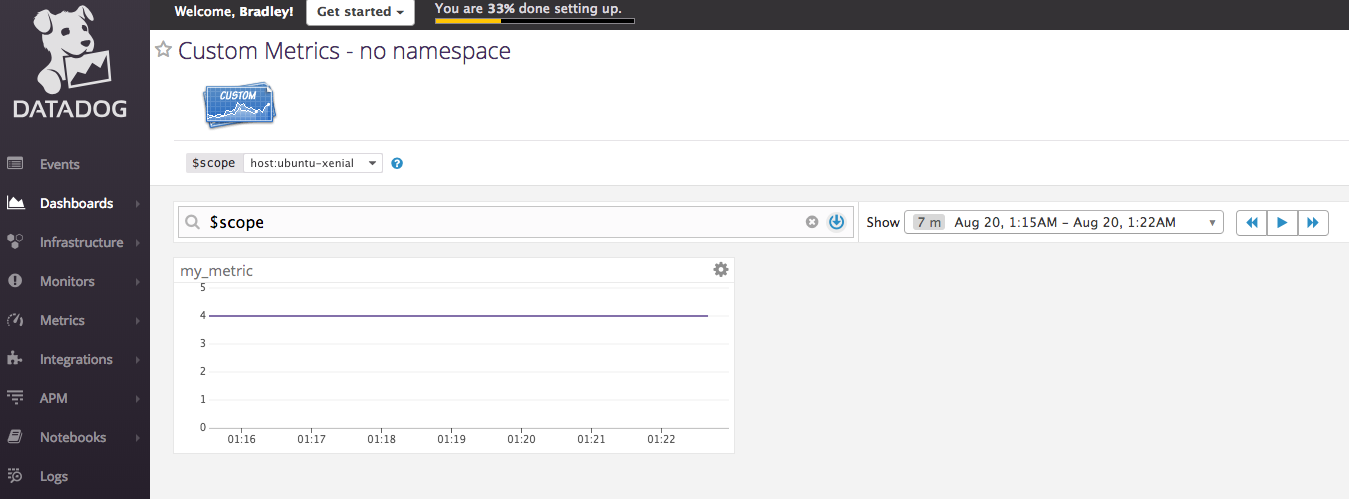 Welcome, Bradley!
Get started
You are 33% done setting up.
DATADOG
Events
Dashboards
Infrastructure
Monitors
Metrics
Integrations
APM
Notebooks
Logs
Custom Metrics - no namespace
CUSTOM
$scope host:ubuntu-xenial ?
$scope
Show 7 m Aug 20, 1:15AM – Aug 20, 1:22AM
my_metric
5
4
3
2
1
0
01:16 01:17 01:18 01:19 01:20 01:21 01:22